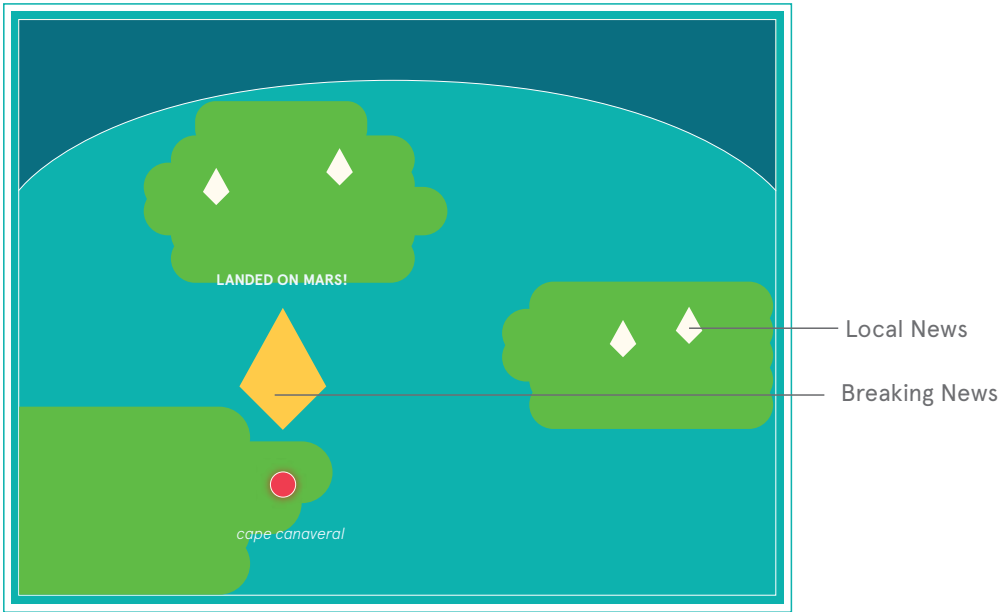 LANDED ON MARS!
Local News
Breaking News
cape canaveral